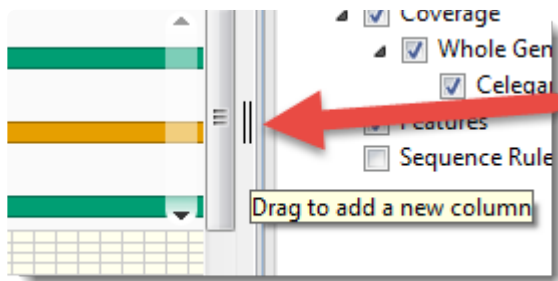 Coverage
Whole Gen
Celegan
Features
Sequence Rule
Drag to add a new column